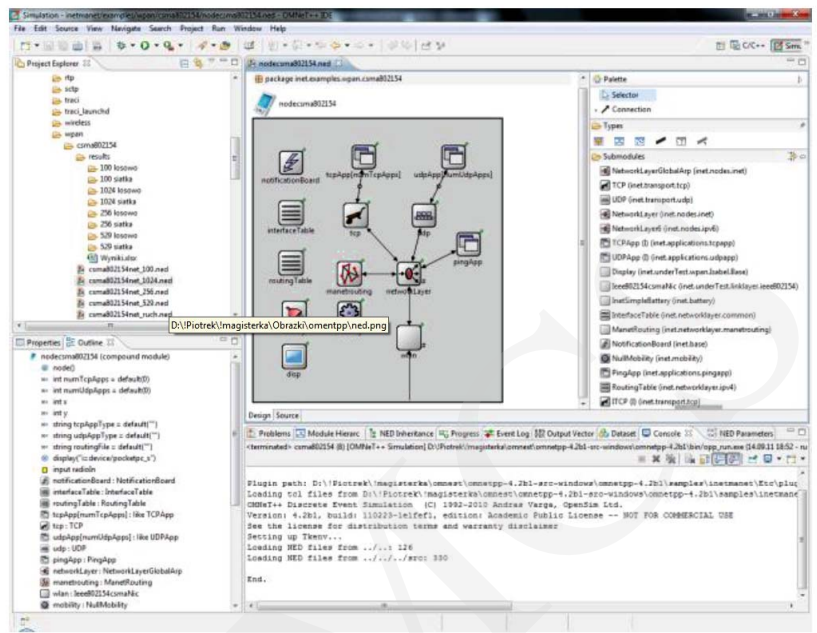 Simulation - inetmanet/examples/wpan/csma802154/nodecsma802154.ned - OMNeT++ IDE
File Edit Source View Navigate Search Project Run Window Help
C/C++
Project Explorer
rtp
sctp
traci
traci_launchd
wireless
wpan
csma802154
results
100 losowo
100 siatka
1024 losowo
1024 siatka
256 losowo
256 siatka
529 losowo
529 siatka
Wyniki.xlsx
csma802154net_100.ned
csma802154net_1024.ned
csma802154net_256.ned
csma802154net_529.ned
csma802154net_ruch.ned
D:\!Piotrek\!magisterka\Obrazki\omentpp\ned.png
Properties Outline
nodecsma802154 (compound module)
node()
int numTcpApps = default(0)
int numUdpApps = default(0)
int x
int y
string tcpAppType = default("")
string udpAppType = default("")
string routingFile = default("")
display("i=device/pocketpc_s")
input radioIn
notificationBoard : NotificationBoard
interfaceTable : InterfaceTable
routingTable : RoutingTable
tcpApp[numTcpApps] : like TCPApp
tcp : TCP
udpApp[numUdpApps] : like UDPApp
udp : UDP
pingApp : PingApp
networkLayer : NetworkLayerGlobalArp
manetrouting : ManetRouting
wlan : Ieee802154csmaNic
mobility : NullMobility
nodecsma802154.ned
package inet.examples.wpan.csma802154
nodecsma802154
notificationBoard
tcpApp[numTcpApps]
udpApp[numUdpApps]
interfaceTable
tcp
udp
pingApp
routingTable
manetrouting
networkLayer
wlan
disp
Design Source
Palette
Selector
Connection
Types
Submodules
NetworkLayerGlobalArp (inet.nodes.inet)
TCP (inet.transport.tcp)
UDP (inet.transport.udp)
NetworkLayer (inet.nodes.inet)
NetworkLayer6 (inet.nodes.ipv6)
TCPApp (I) (inet.applications.tcpapp)
UDPApp (I) (inet.applications.udpapp)
Display (inet.underTest.wpan.Isabel.Base)
Ieee802154csmaNic (inet.underTest.linklayer.ieee802154)
InetSimpleBattery (inet.battery)
InterfaceTable (inet.networklayer.common)
ManetRouting (inet.networklayer.manetrouting)
NotificationBoard (inet.base)
NullMobility (inet.mobility)
PingApp (inet.applications.pingapp)
RoutingTable (inet.networklayer.ipv4)
ITCP (I) (inet.transport.tcp)
Problems Module Hierarc NED Inheritance Progress Event Log Output Vector Dataset Console NED Parameters
<terminated> csma802154 (8) [OMNeT++ Simulation] D:\!Piotrek\!magisterka\omnest\omnetpp-4.2b1-src-windows\omnetpp-4.2b1\bin/opp_run.exe (14.09.11 18:52 - ru
Plugin path: D:\!Piotrek\!magisterka\omnest\omnetpp-4.2b1-src-windows\omnetpp-4.2b1\samples\inetmanet\Etc\plug
Loading tcl files from D:\!Piotrek\!magisterka\omnest\omnetpp-4.2b1-src-windows\omnetpp-4.2b1\samples\inetmane
OMNeT++ Discrete Event Simulation (C) 1992-2010 Andras Varga, OpenSim Ltd.
Version: 4.2b1, build: 110223-1e1fef1, edition: Academic Public License -- NOT FOR COMMERCIAL USE
See the license for distribution terms and warranty disclaimer
Setting up Tkenv...
Loading NED files from ../..: 126
Loading NED files from ../../../src: 330
End.